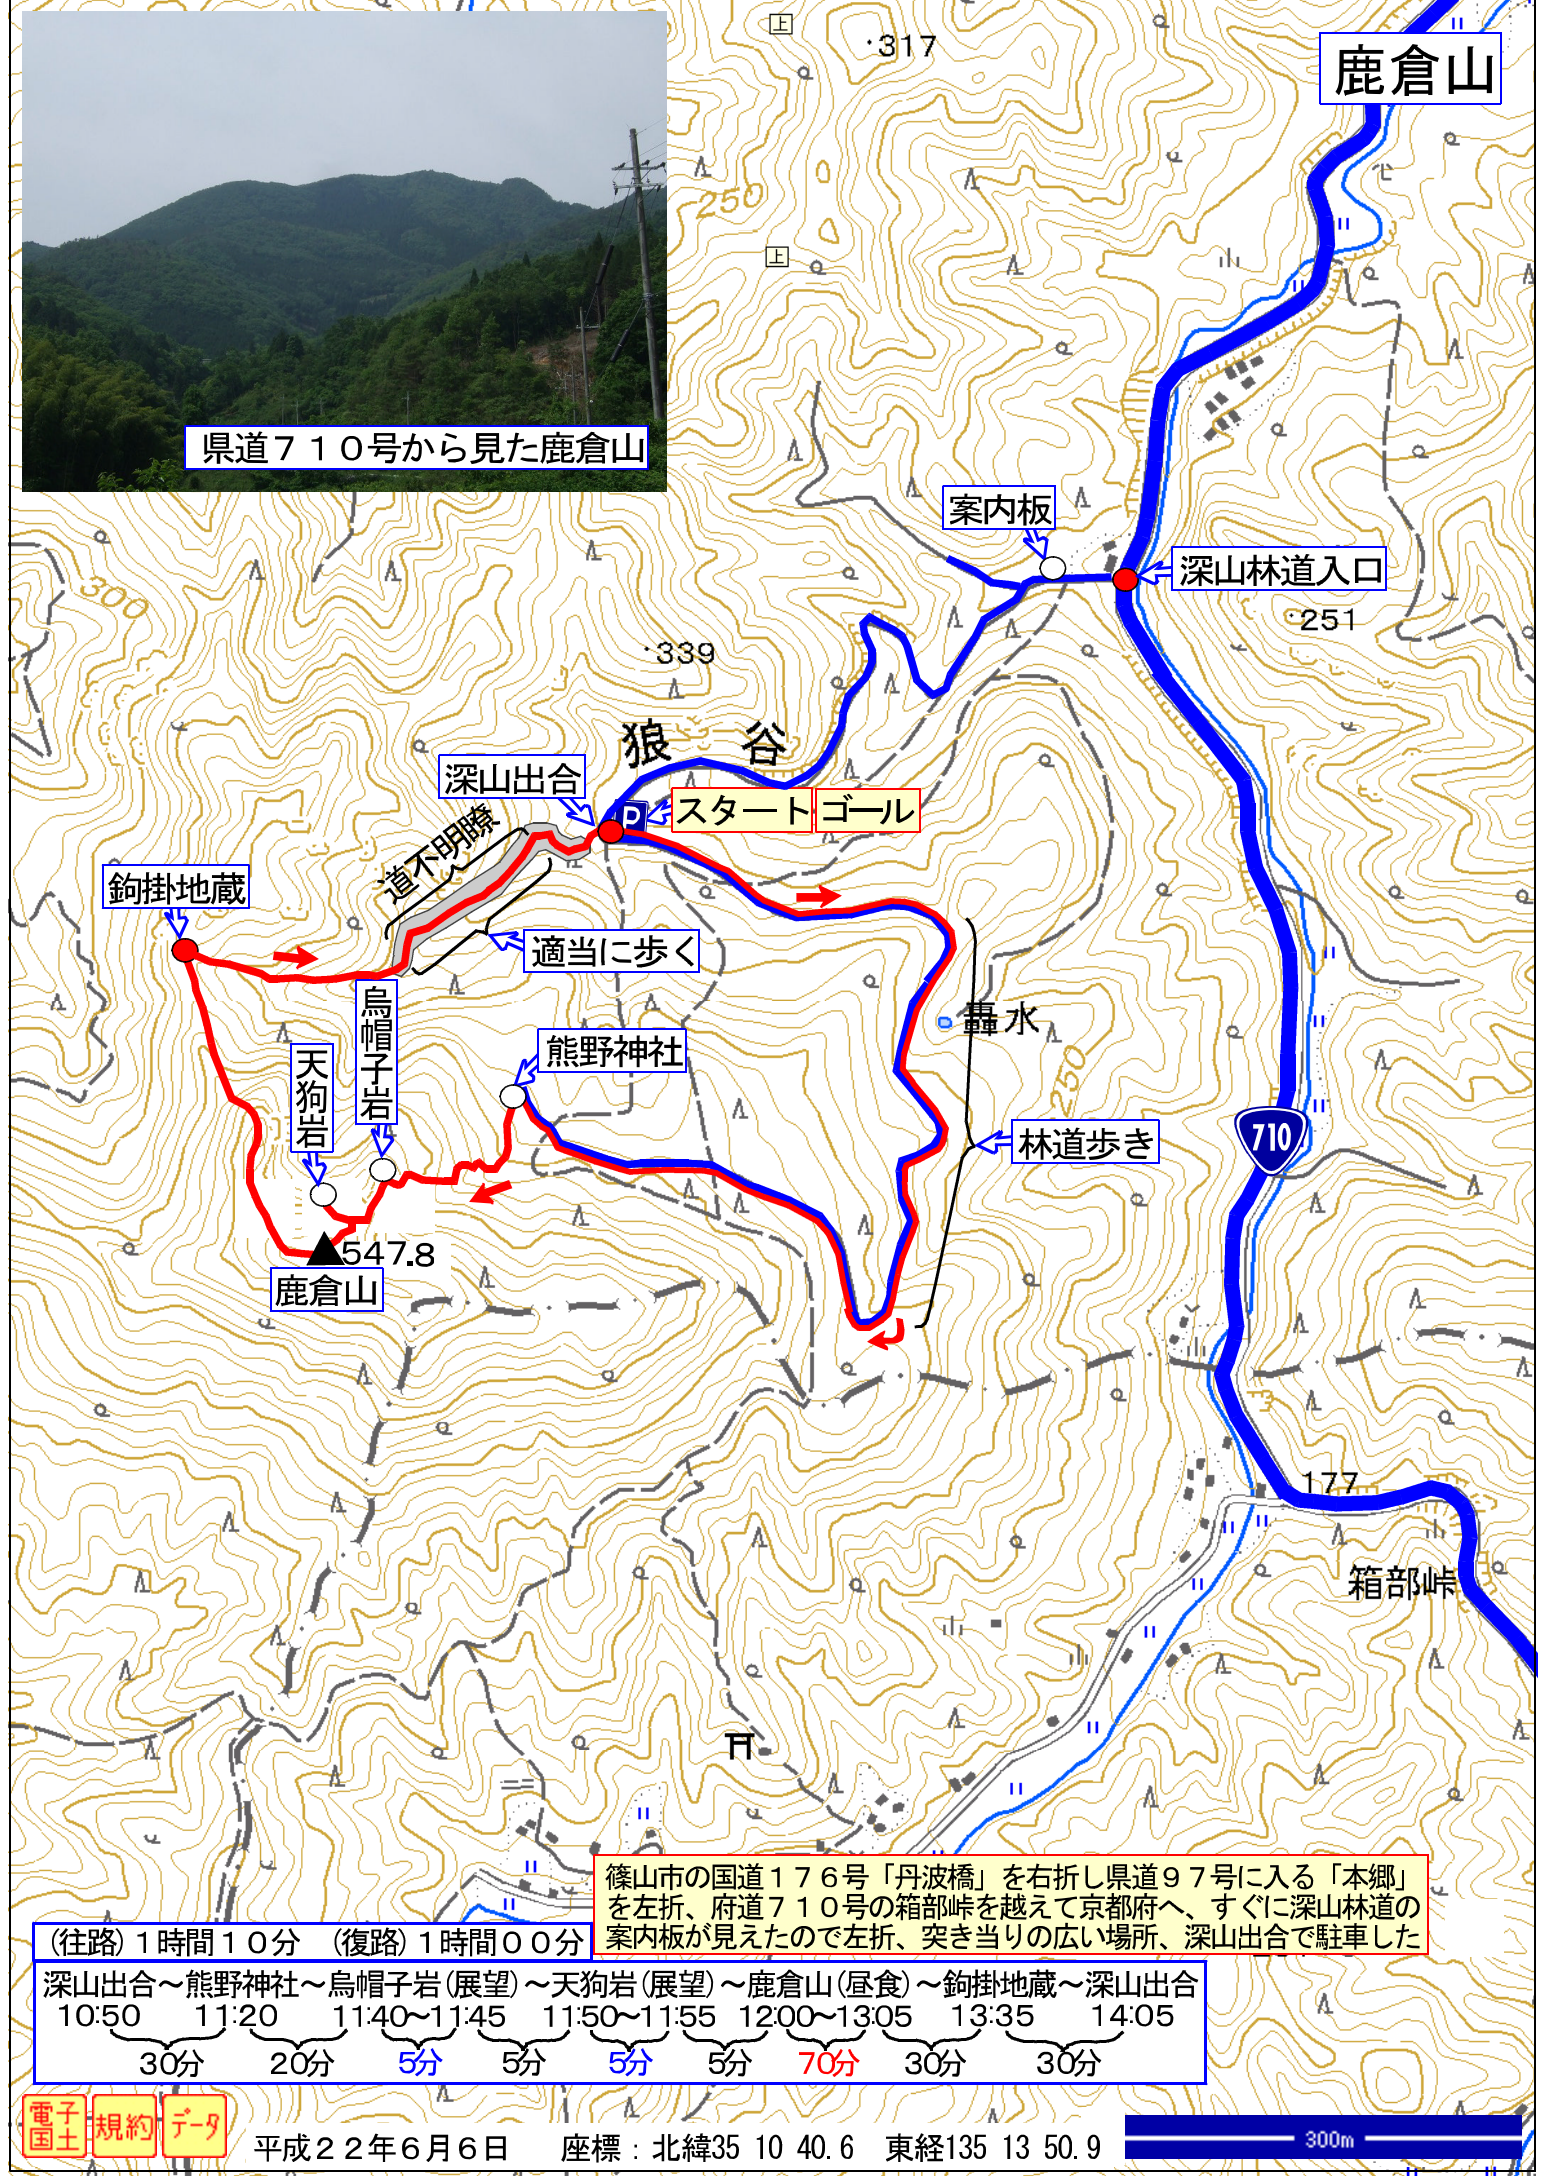 上
317
鹿倉山
250
上
県道７１０号から見た鹿倉山
案内板
深山林道入口
300
251
339
狼谷
深山出合
P
スタート
ゴール
道不明瞭
鉤掛地蔵
適当に歩く
烏帽子岩
轟水
天狗岩
熊野神社
250
710
林道歩き
547.8
鹿倉山
177
箱部峠
篠山市の国道１７６号「丹波橋」を右折し県道９７号に入る「本郷」
を左折、府道７１０号の箱部峠を越えて京都府へ、すぐに深山林道の
案内板が見えたので左折、突き当りの広い場所、深山出合で駐車した
(往路)１時間１０分　(復路)１時間００分
深山出合～熊野神社～烏帽子岩(展望)～天狗岩(展望)～鹿倉山(昼食)～鉤掛地蔵～深山出合
10:50 11:20 11:40～11:45 11:50～11:55 12:00～13:05 13:35 14:05
30分 20分 5分 5分 5分 5分 70分 30分 30分
電子国土 規約 データ
平成２２年６月６日　座標：北緯35 10 40.6　東経135 13 50.9
300m